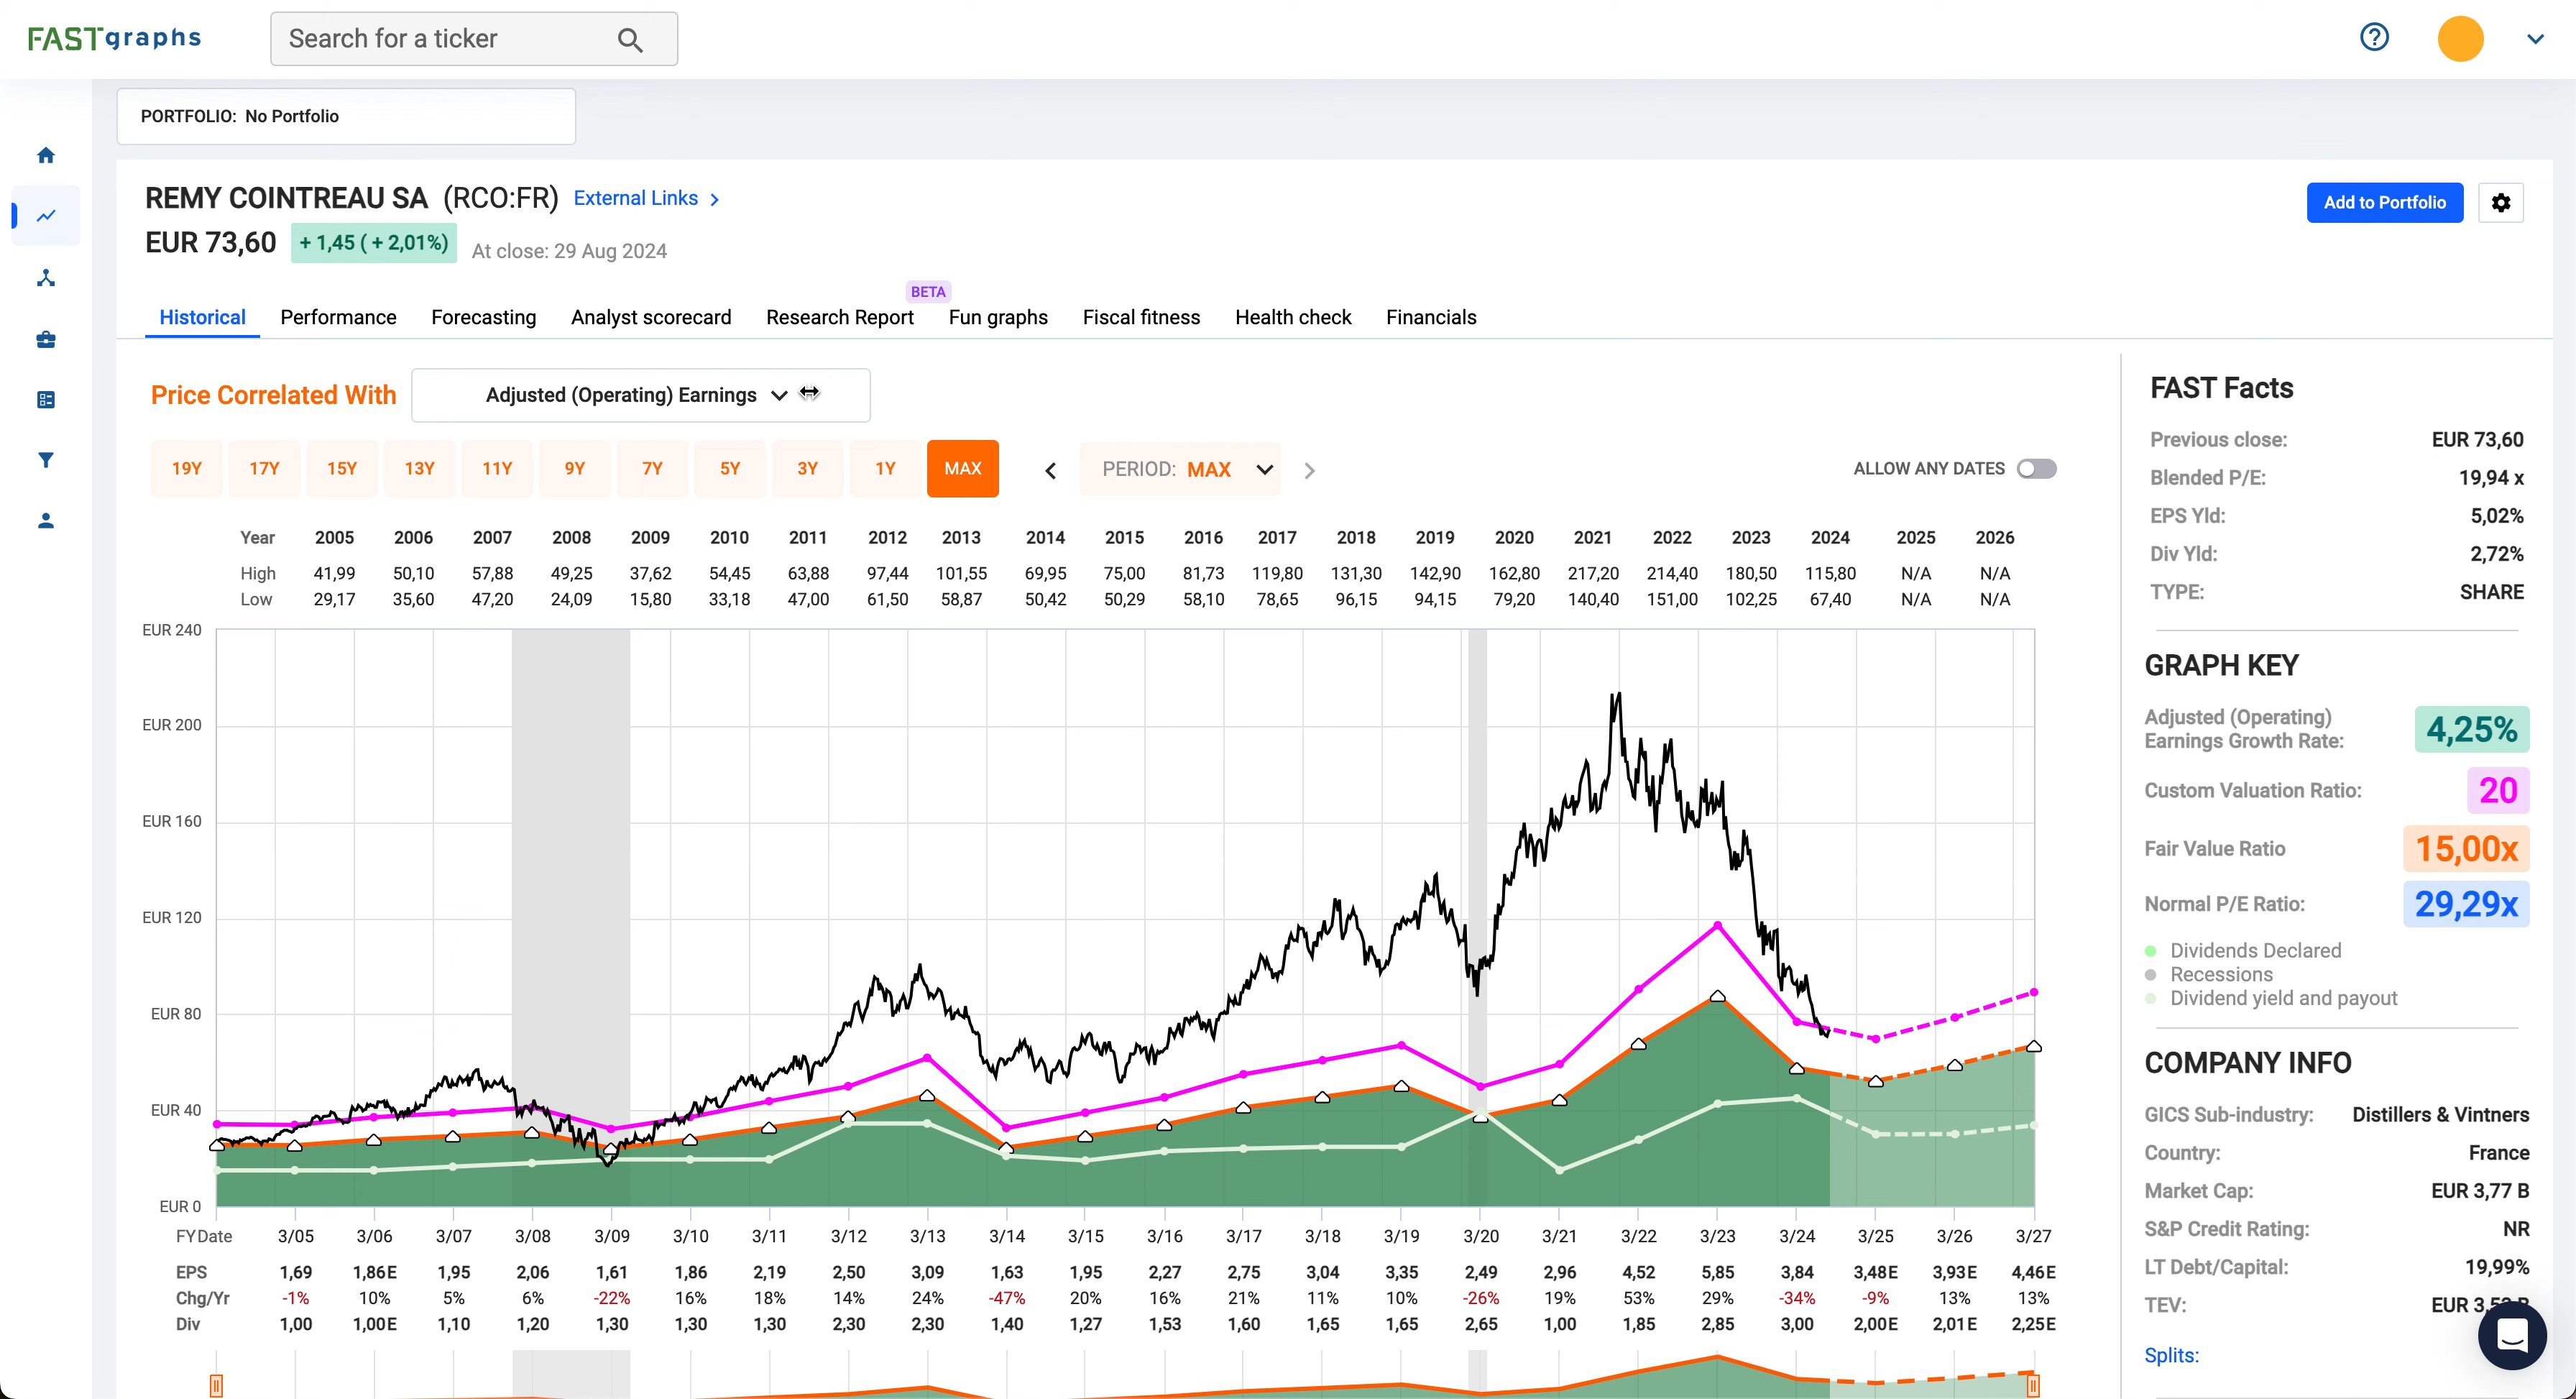 FASTgraphs
Search for a ticker
PORTFOLIO: No Portfolio
REMY COINTREAU SA (RCO:FR) External Links
EUR 73,60 + 1,45 ( + 2,01%) At close: 29 Aug 2024
Add to Portfolio
BETA
Historical Performance Forecasting Analyst scorecard Research Report Fun graphs Fiscal fitness Health check Financials
Price Correlated With Adjusted (Operating) Earnings
19Y 17Y 15Y 13Y 11Y 9Y 7Y 5Y 3Y 1Y MAX PERIOD: MAX ALLOW ANY DATES
Year 2005 2006 2007 2008 2009 2010 2011 2012 2013 2014 2015 2016 2017 2018 2019 2020 2021 2022 2023 2024 2025 2026
High 41,99 50,10 57,88 49,25 37,62 54,45 63,88 97,44 101,55 69,95 75,00 81,73 119,80 131,30 142,90 162,80 217,20 214,40 180,50 115,80 N/A N/A
Low 29,17 35,60 47,20 24,09 15,80 33,18 47,00 61,50 58,87 50,42 50,29 58,10 78,65 96,15 94,15 79,20 140,40 151,00 102,25 67,40 N/A N/A
EUR 240
EUR 200
EUR 160
EUR 120
EUR 80
EUR 40
EUR 0
FYDate 3/05 3/06 3/07 3/08 3/09 3/10 3/11 3/12 3/13 3/14 3/15 3/16 3/17 3/18 3/19 3/20 3/21 3/22 3/23 3/24 3/25 3/26 3/27
EPS 1,69 1,86E 1,95 2,06 1,61 1,86 2,19 2,50 3,09 1,63 1,95 2,27 2,75 3,04 3,35 2,49 2,96 4,52 5,85 3,84 3,48E 3,93E 4,46E
Chg/Yr -1% 10% 5% 6% -22% 16% 18% 14% 24% -47% 20% 16% 21% 11% 10% -26% 19% 53% 29% -34% -9% 13% 13%
Div 1,00 1,00E 1,10 1,20 1,30 1,30 1,30 2,30 2,30 1,40 1,27 1,53 1,60 1,65 1,65 2,65 1,00 1,85 2,85 3,00 2,00E 2,01E 2,25E
FAST Facts
Previous close: EUR 73,60
Blended P/E: 19,94 x
EPS Yld: 5,02%
Div Yld: 2,72%
TYPE: SHARE
GRAPH KEY
Adjusted (Operating)
Earnings Growth Rate: 4,25%
Custom Valuation Ratio: 20
Fair Value Ratio 15,00x
Normal P/E Ratio: 29,29x
Dividends Declared
Recessions
Dividend yield and payout
COMPANY INFO
GICS Sub-industry: Distillers & Vintners
Country: France
Market Cap: EUR 3,77 B
S&P Credit Rating: NR
LT Debt/Capital: 19,99%
TEV: EUR
Splits: